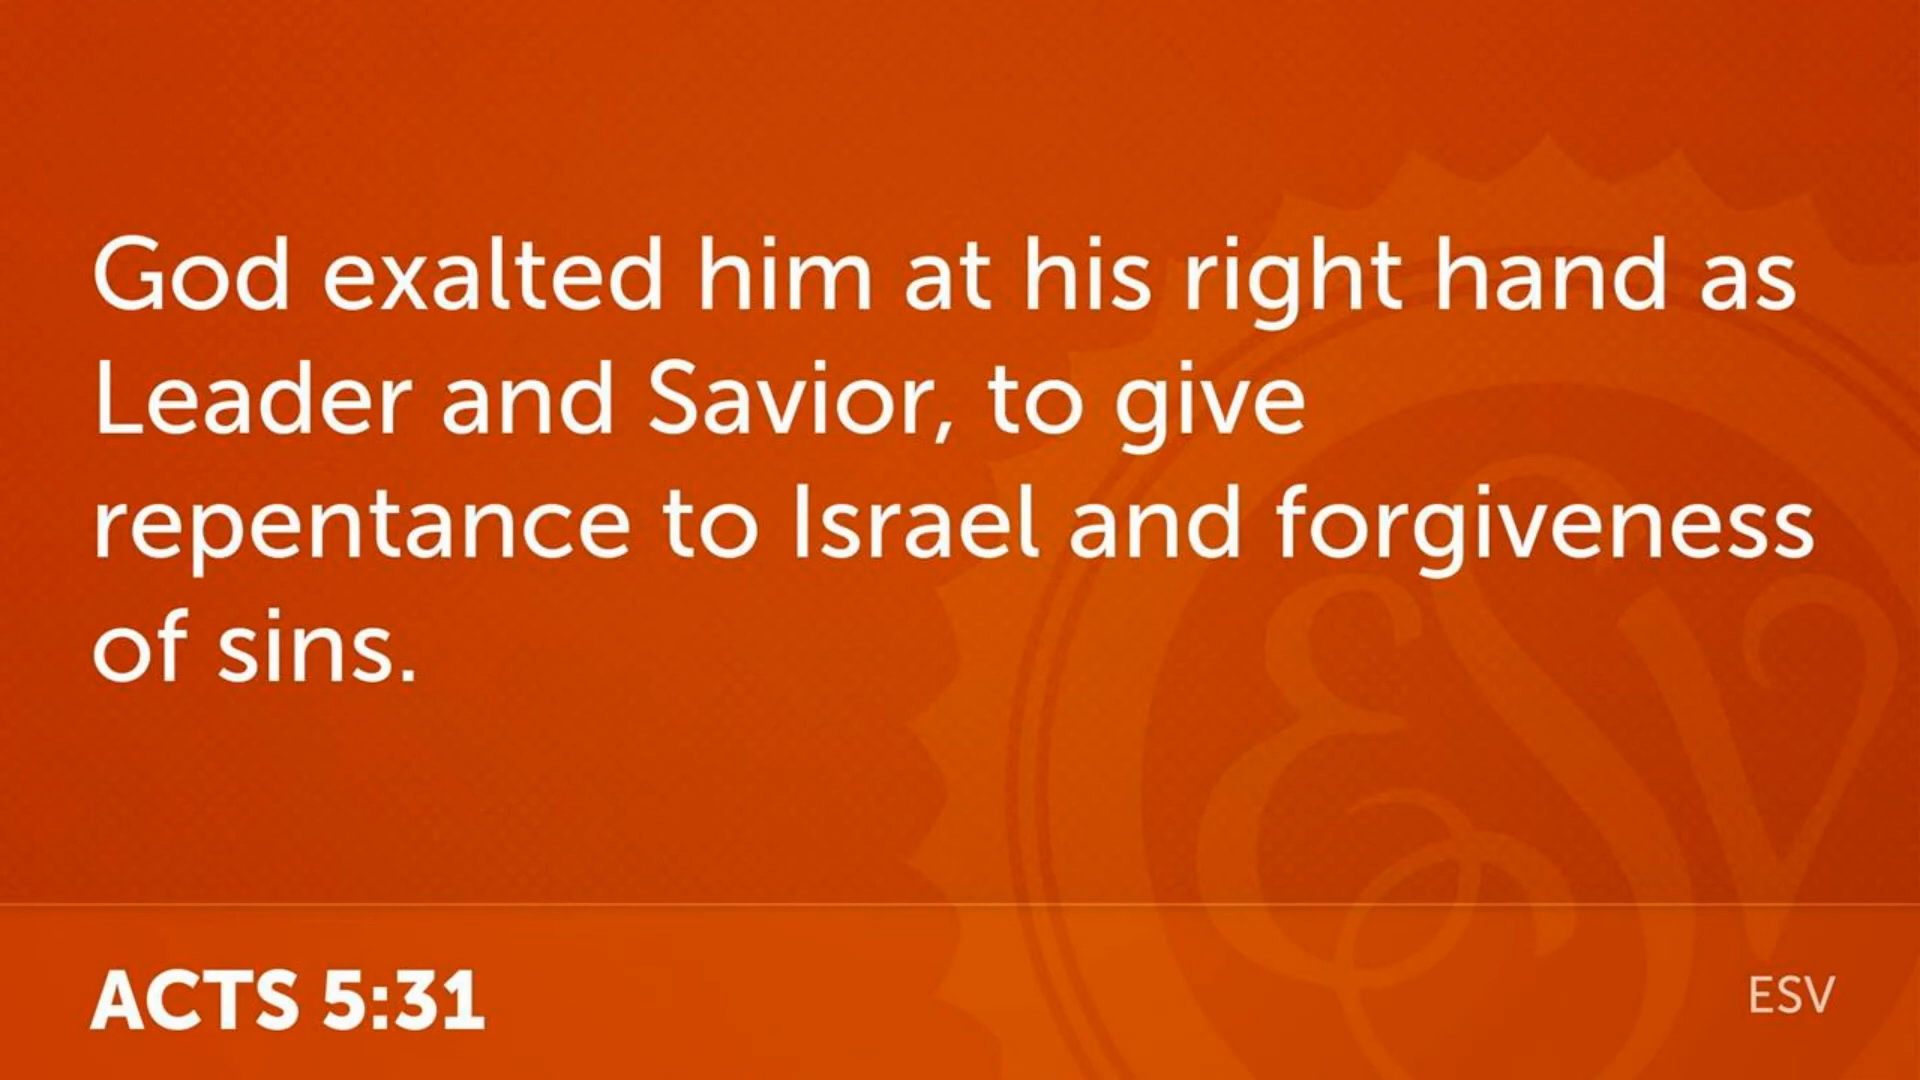 God exalted him at his right hand as
Leader and Savior, to give
repentance to Israel and forgiveness
of sins.
ESV
ACTS 5:31
ESV